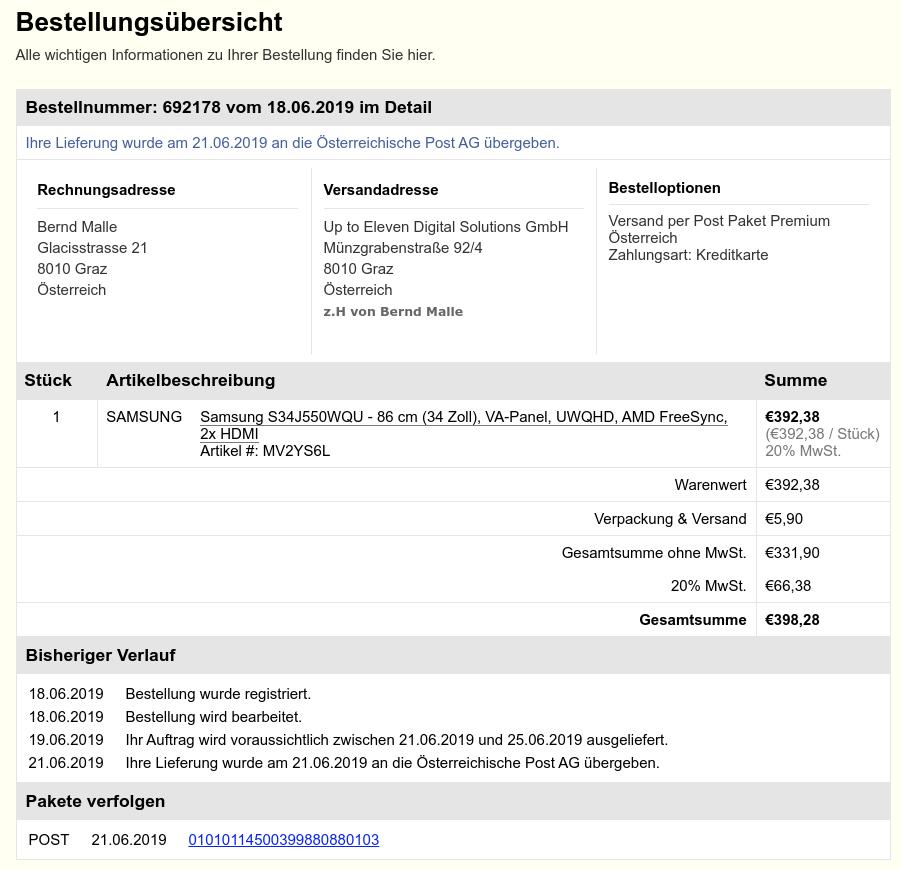 Bestellungsübersicht
Alle wichtigen Informationen zu Ihrer Bestellung finden Sie hier.
Bestellnummer: 692178 vom 18.06.2019 im Detail
Ihre Lieferung wurde am 21.06.2019 an die Österreichische Post AG übergeben.
Rechnungsadresse
Bernd Malle
Glacisstrasse 21
8010 Graz
Österreich
Versandadresse
Up to Eleven Digital Solutions GmbH
Münzgrabenstraße 92/4
8010 Graz
Österreich
z.H von Bernd Malle
Bestelloptionen
Versand per Post Paket Premium
Österreich
Zahlungsart: Kreditkarte
Stück Artikelbeschreibung Summe
1 SAMSUNG Samsung S34J550WQU - 86 cm (34 Zoll), VA-Panel, UWQHD, AMD FreeSync, €392,38
2x HDMI (€392,38 / Stück)
Artikel #: MV2YS6L 20% MwSt.
Warenwert €392,38
Verpackung & Versand €5,90
Gesamtsumme ohne MwSt. €331,90
20% MwSt. €66,38
Gesamtsumme €398,28
Bisheriger Verlauf
18.06.2019 Bestellung wurde registriert.
18.06.2019 Bestellung wird bearbeitet.
19.06.2019 Ihr Auftrag wird voraussichtlich zwischen 21.06.2019 und 25.06.2019 ausgeliefert.
21.06.2019 Ihre Lieferung wurde am 21.06.2019 an die Österreichische Post AG übergeben.
Pakete verfolgen
POST 21.06.2019 01010114500399880880103